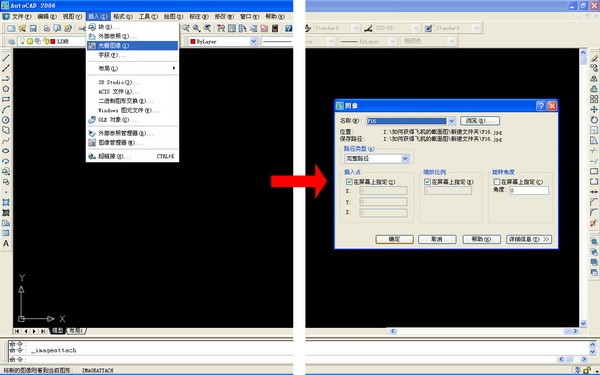 AutoCAD 2006
文件(F) 编辑(E) 视图(V) 插入(I) 格式(O) 工具(T) 绘图(D) 标注(N) 修改(M) 窗口(W) 帮助(H)
块(B)...
外部参照(X)...
光栅图像(I)...
字段(F)...
布局(L)
3D Studio(3)...
ACIS 文件(A)...
二进制图形交换(E)...
Windows 图元文件(W)...
OLE 对象(O)...
外部参照管理器(R)...
图像管理器(M)...
超链接(H)... CTRL+K
LINE
ByLayer
Standard
ISO-25
Standard
随颜色
图像
名称(N): F16 浏览(B)...
位置: I:\如何获得飞机的截面图\新建文件夹\F16.jpg
保存路径: I:\如何获得飞机的截面图\新建文件夹\F16.jpg
路径类型(A)
完整路径
插入点 缩放比例 旋转角度
在屏幕上指定(S) 在屏幕上指定(E) 在屏幕上指定(C)
X: 0 1 角度: 0
Y: 0
Z: 0
确定 取消 帮助(H) 详细信息(T) >>
Y
X
模型 布局1
命令:
命令: _imageattach
将新的图像附着到当前图形: IMAGEATTACH